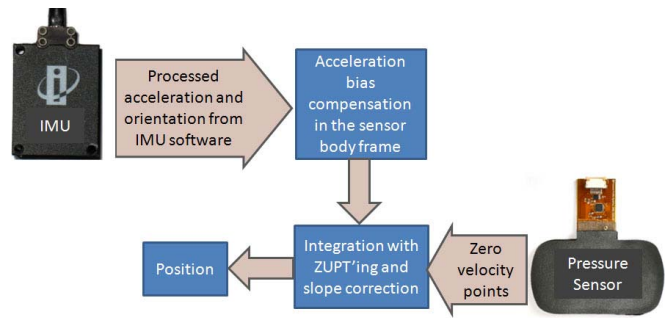 IMU
Processed
acceleration and
orientation from
IMU software
Acceleration
bias
compensation
in the sensor
body frame
Integration with
ZUPT'ing and
slope correction
Position
Zero
velocity
points
Pressure
Sensor